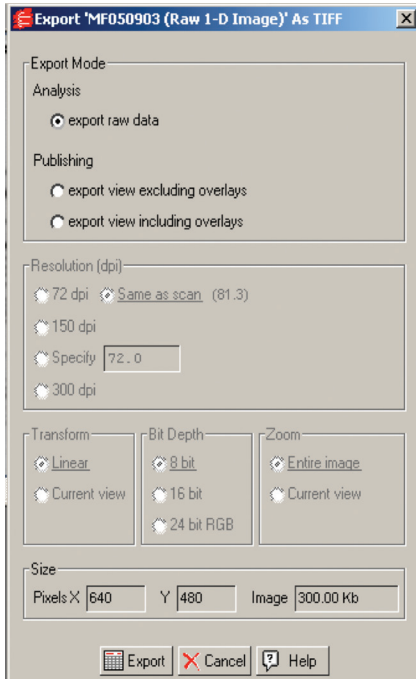 Export 'MF050903 (Raw 1-D Image)' As TIFF
Export Mode
Analysis
export raw data
Publishing
export view excluding overlays
export view including overlays
Resolution (dpi)
72 dpi Same as scan (81.3)
150 dpi
Specify 72.0
300 dpi
Transform Bit Depth Zoom
Linear 8 bit Entire image
Current view 16 bit Current view
24 bit RGB
Size
Pixels X 640 Y 480 Image 300.00 Kb
Export Cancel Help